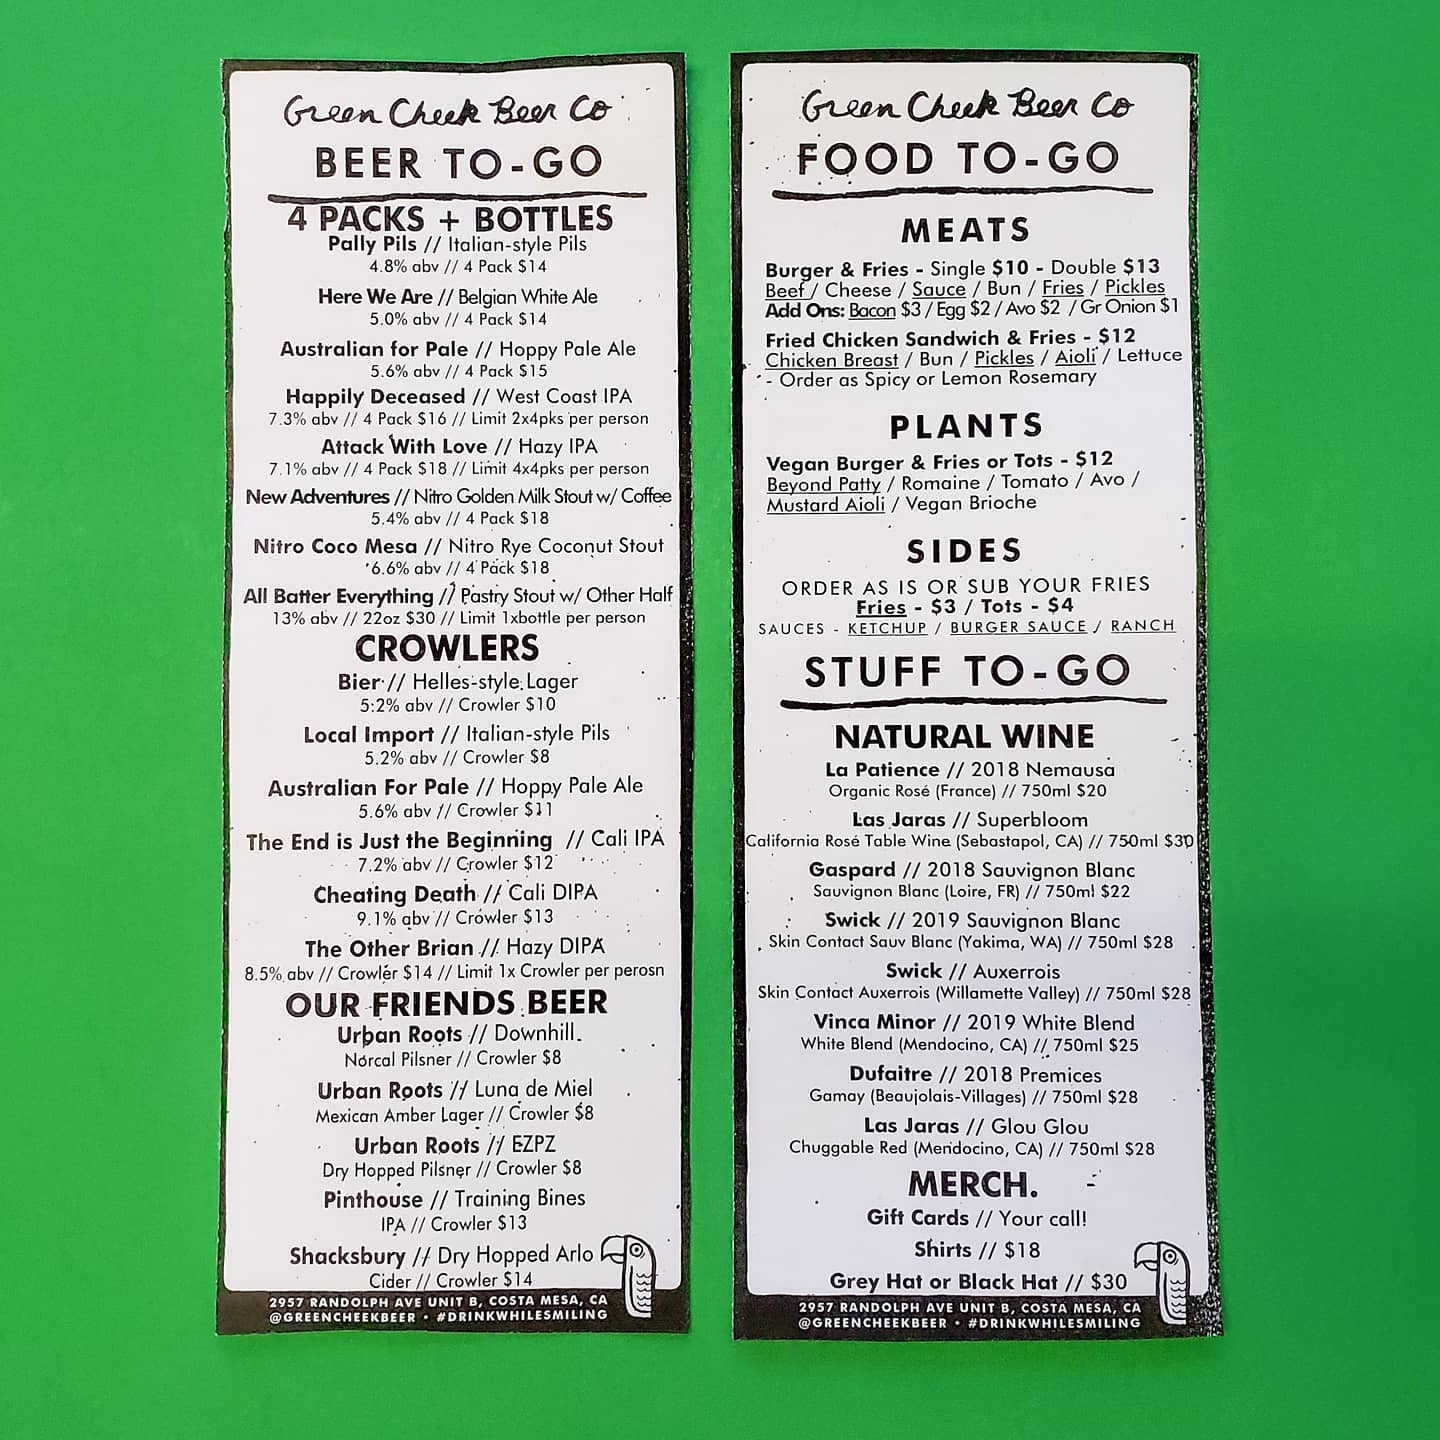 Green Cheek Beer Co
BEER TO-GO
4 PACKS + BOTTLES
Pally Pils // Italian-style Pils
4.8% abv // 4 Pack $14
Here We Are // Belgian White Ale
5.0% abv // 4 Pack $14
Australian for Pale // Hoppy Pale Ale
5.6% abv // 4 Pack $15
Happily Deceased // West Coast IPA
7.3% abv // 4 Pack $16 // Limit 2x4pks per person
Attack With Love // Hazy IPA
7.1% abv // 4 Pack $18 // Limit 4x4pks per person
New Adventures // Nitro Golden Milk Stout w/ Coffee
5.4% abv // 4 Pack $18
Nitro Coco Mesa // Nitro Rye Coconut Stout
6.6% abv // 4 Pack $18
All Batter Everything // Pastry Stout w/ Other Half
13% abv // 22oz $30 // Limit 1xbottle per person
CROWLERS
Bier // Helles-style Lager
5.2% abv // Crowler $10
Local Import // Italian-style Pils
5.2% abv // Crowler $8
Australian For Pale // Hoppy Pale Ale
5.6% abv // Crowler $11
The End is Just the Beginning // Cali IPA
7.2% abv // Crowler $12
Cheating Death // Cali DIPA
9.1% abv // Crowler $13
The Other Brian // Hazy DIPA
8.5% abv // Crowler $14 // Limit 1x Crowler per perosn
OUR FRIENDS BEER
Urban Roots // Downhill
Norcal Pilsner // Crowler $8
Urban Roots // Luna de Miel
Mexican Amber Lager // Crowler $8
Urban Roots // EZPZ
Dry Hopped Pilsner // Crowler $8
Pinthouse // Training Bines
IPA // Crowler $13
Shacksbury // Dry Hopped Arlo
Cider // Crowler $14
2957 RANDOLPH AVE UNIT B, COSTA MESA, CA
@GREENCHEEKBEER • #DRINKWHILESMILING
Green Cheek Beer Co
FOOD TO-GO
MEATS
Burger & Fries - Single $10 - Double $13
Beef / Cheese / Sauce / Bun / Fries / Pickles
Add Ons: Bacon $3 / Egg $2 / Avo $2 / Gr Onion $1
Fried Chicken Sandwich & Fries - $12
Chicken Breast / Bun / Pickles / Aioli / Lettuce
- Order as Spicy or Lemon Rosemary
PLANTS
Vegan Burger & Fries or Tots - $12
Beyond Patty / Romaine / Tomato / Avo /
Mustard Aioli / Vegan Brioche
SIDES
ORDER AS IS OR SUB YOUR FRIES
Fries - $3 / Tots - $4
SAUCES - KETCHUP / BURGER SAUCE / RANCH
STUFF TO-GO
NATURAL WINE
La Patience // 2018 Nemausa
Organic Rosé (France) // 750ml $20
Las Jaras // Superbloom
California Rosé Table Wine (Sebastapol, CA) // 750ml $30
Gaspard // 2018 Sauvignon Blanc
Sauvignon Blanc (Loire, FR) // 750ml $22
Swick // 2019 Sauvignon Blanc
Skin Contact Sauv Blanc (Yakima, WA) // 750ml $28
Swick // Auxerrois
Skin Contact Auxerrois (Willamette Valley) // 750ml $28
Vinca Minor // 2019 White Blend
White Blend (Mendocino, CA) // 750ml $25
Dufaitre // 2018 Premices
Gamay (Beaujolais-Villages) // 750ml $28
Las Jaras // Glou Glou
Chuggable Red (Mendocino, CA) // 750ml $28
MERCH.
Gift Cards // Your call!
Shirts // $18
Grey Hat or Black Hat // $30
2957 RANDOLPH AVE UNIT B, COSTA MESA, CA
@GREENCHEEKBEER • #DRINKWHILESMILING